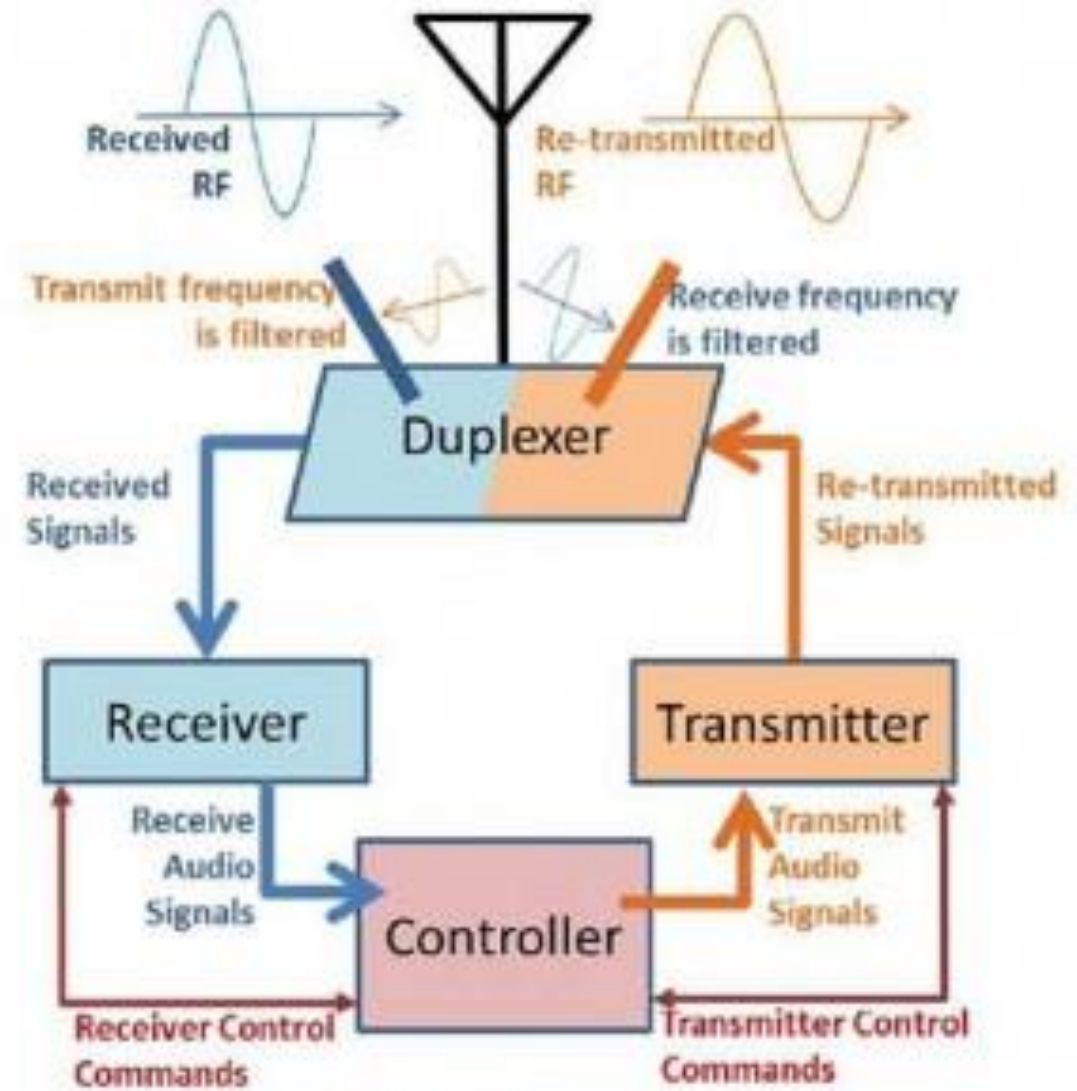 Received
RF
Re-transmitted
RF
Transmit frequency
is filtered
Receive frequency
is filtered
Duplexer
Received
Signals
Re-transmitted
Signals
Receiver
Transmitter
Receive
Audio
Signals
Transmit
Audio
Signals
Controller
Receiver Control
Commands
Transmitter Control
Commands